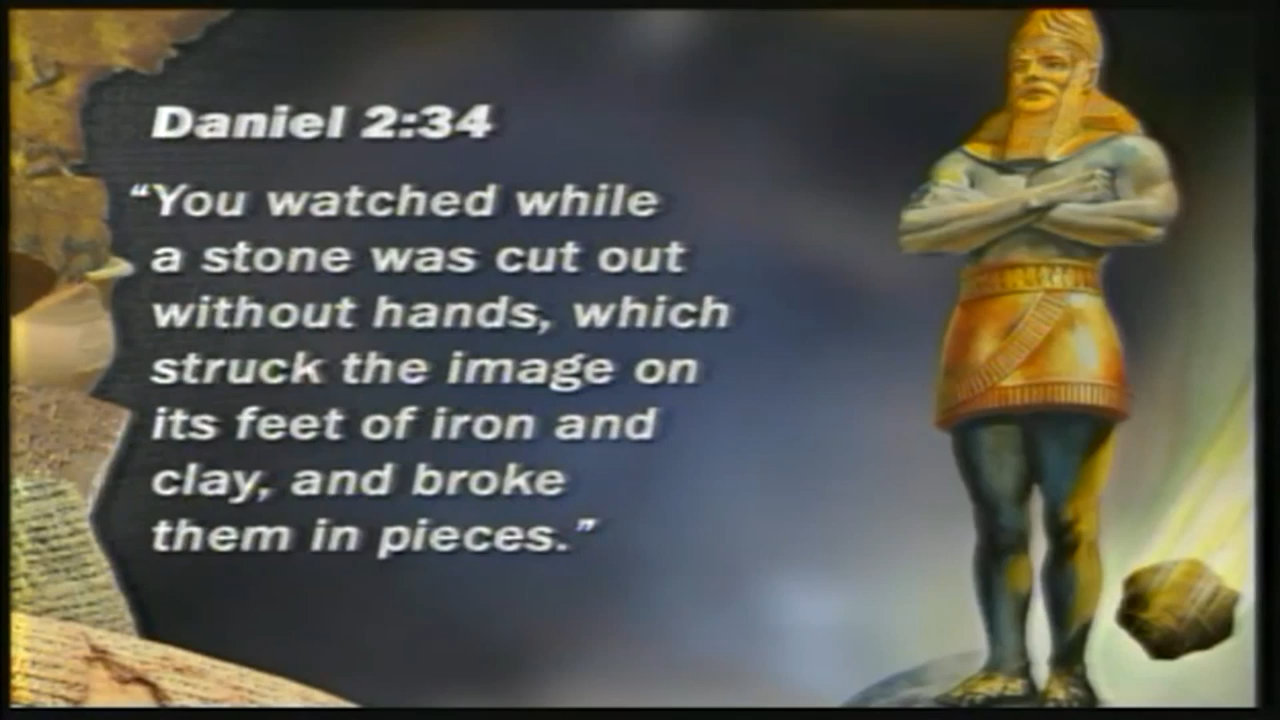 Daniel 2:34
“You watched while
a stone was cut out
without hands, which
struck the image on
its feet of iron and
clay, and broke
them in pieces.”